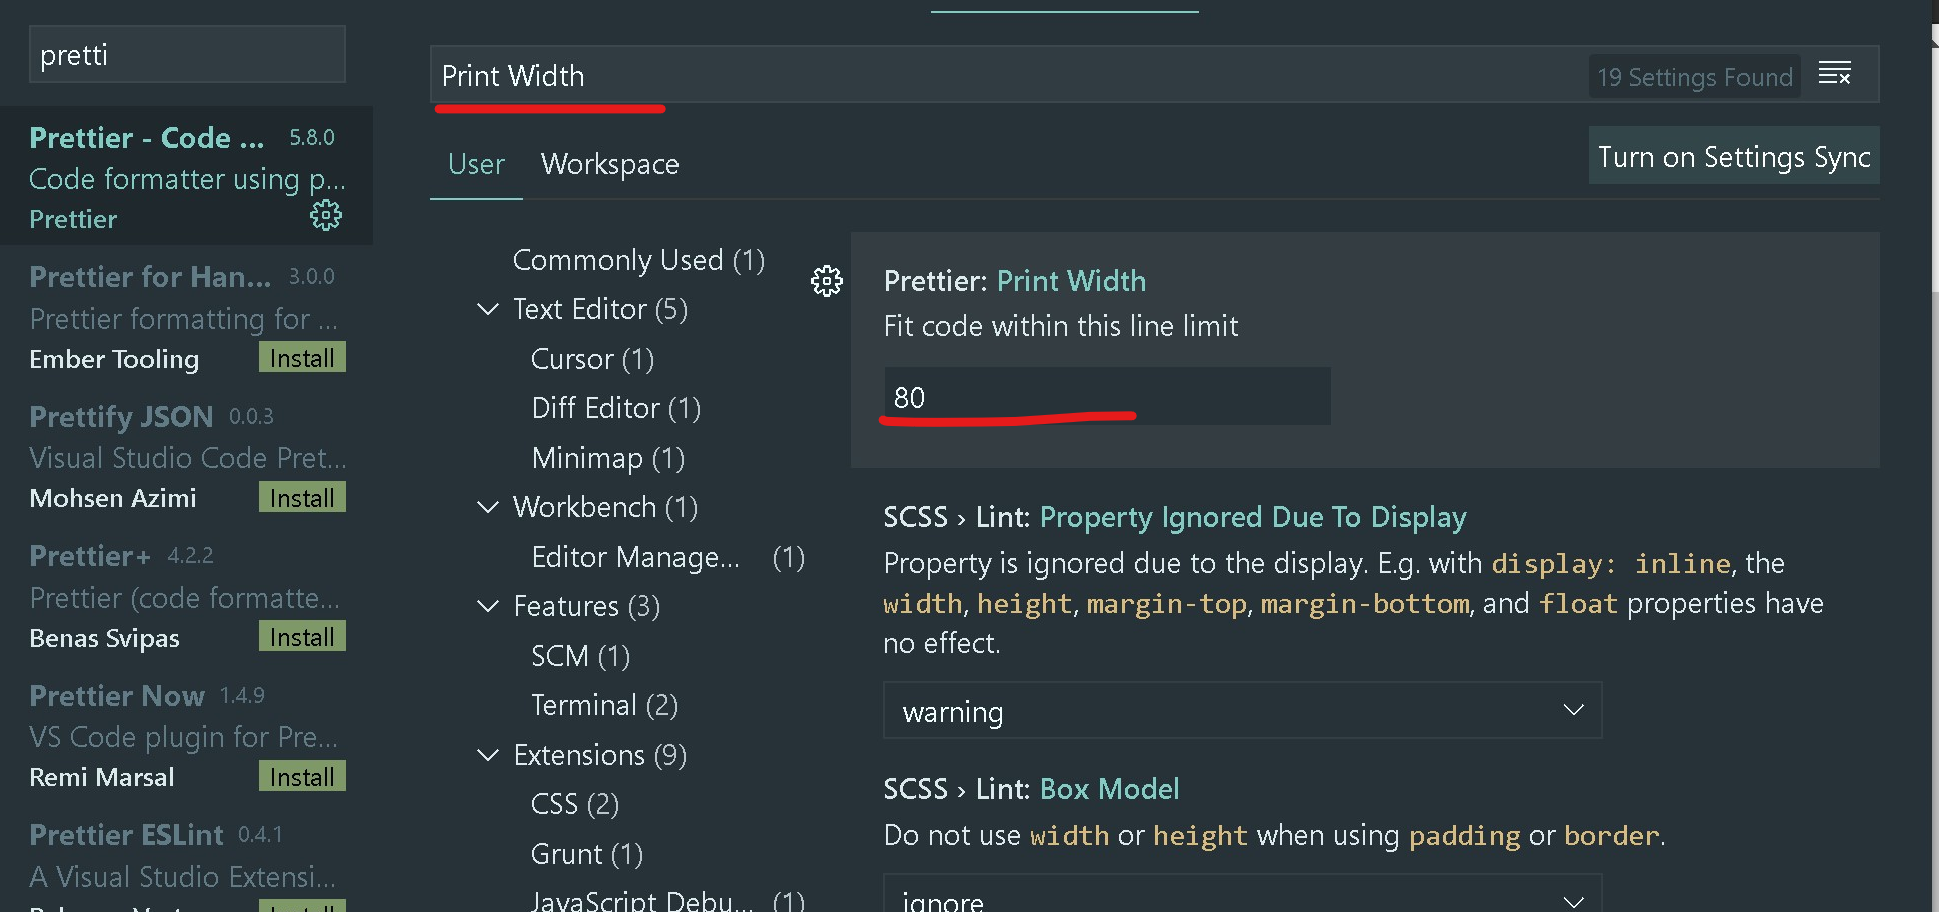 pretti
Prettier - Code ... 5.8.0
Code formatter using p...
Prettier
Prettier for Han... 3.0.0
Prettier formatting for ...
Ember Tooling Install
Prettify JSON 0.0.3
Visual Studio Code Pret...
Mohsen Azimi Install
Prettier+ 4.2.2
Prettier (code formatte...
Benas Svipas Install
Prettier Now 1.4.9
VS Code plugin for Pre...
Remi Marsal Install
Prettier ESLint 0.4.1
A Visual Studio Extensi...
Install
Print Width
19 Settings Found
User Workspace
Turn on Settings Sync
Commonly Used (1)
Text Editor (5)
Cursor (1)
Diff Editor (1)
Minimap (1)
Workbench (1)
Editor Manage... (1)
Features (3)
SCM (1)
Terminal (2)
Extensions (9)
CSS (2)
Grunt (1)
JavaScript Debu... (1)
Prettier: Print Width
Fit code within this line limit
80
SCSS › Lint: Property Ignored Due To Display
Property is ignored due to the display. E.g. with display: inline, the
width, height, margin-top, margin-bottom, and float properties have
no effect.
warning
SCSS › Lint: Box Model
Do not use width or height when using padding or border.
ignore